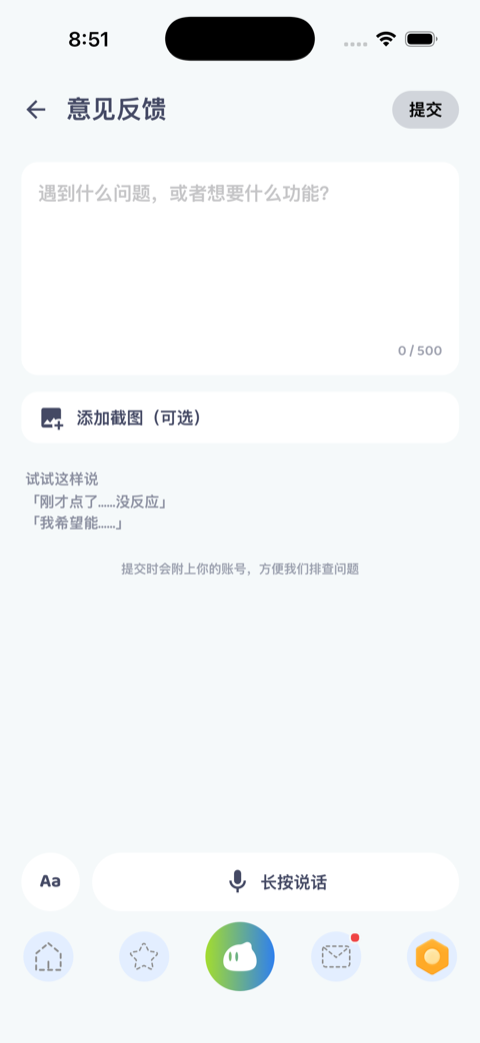 8:51
意见反馈
提交
遇到什么问题，或者想要什么功能？
0 / 500
添加截图（可选）
试试这样说
「刚才点了……没反应」
「我希望能……」
提交时会附上你的账号，方便我们排查问题
Aa
长按说话